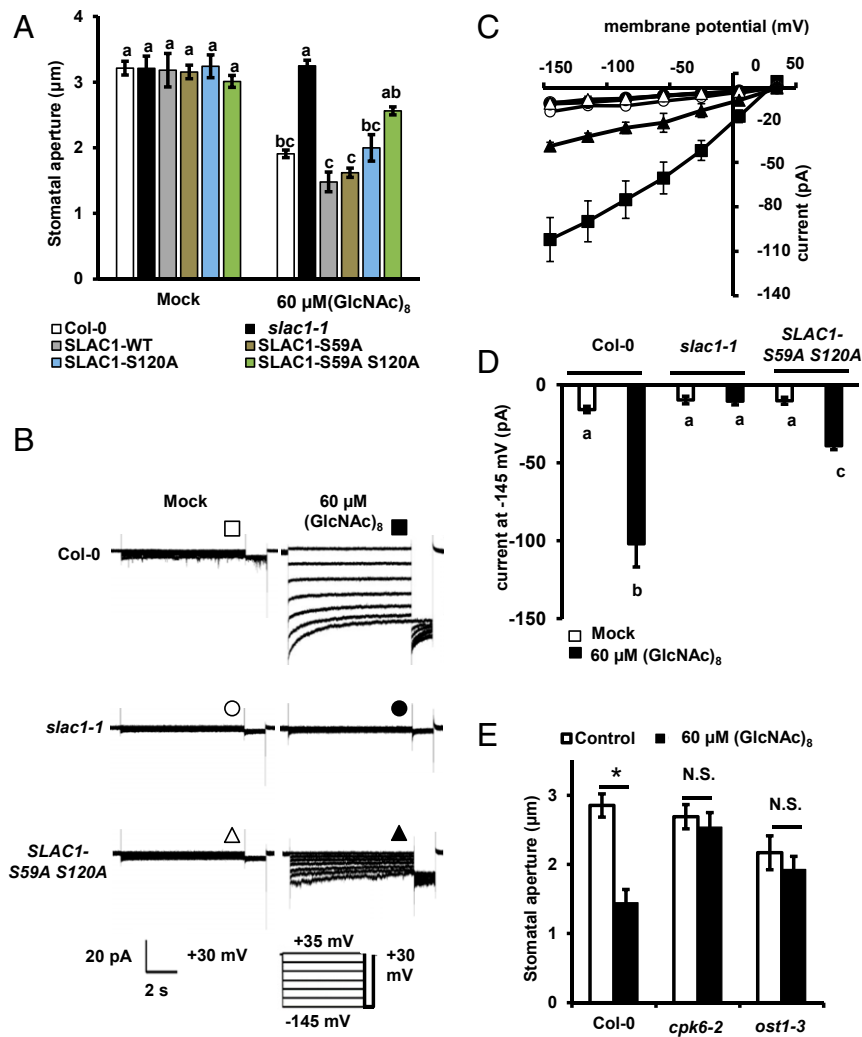 A
Stomatal aperture (µm)
4
3
2
1
0
a a a a a a
bc a c c bc ab
Mock
60 µM(GlcNAc)8
Col-0
slac1-1
SLAC1-WT
SLAC1-S59A
SLAC1-S120A
SLAC1-S59A S120A
B
Mock
60 µM
(GlcNAc)8
Col-0
slac1-1
SLAC1-
S59A S120A
20 pA
2 s
+30 mV
+35 mV
+30
mV
-145 mV
C
membrane potential (mV)
-150 -100 -50 0 50
-20
-50
-80
-110
-140
current (pA)
D
Col-0
slac1-1
SLAC1-
S59A S120A
current at -145 mV (pA)
0
-50
-100
-150
a b a a a c
Mock
60 µM (GlcNAc)8
E
Control
60 µM (GlcNAc)8
Stomatal aperture (µm)
3
2
1
0
*
N.S.
N.S.
Col-0
cpk6-2
ost1-3